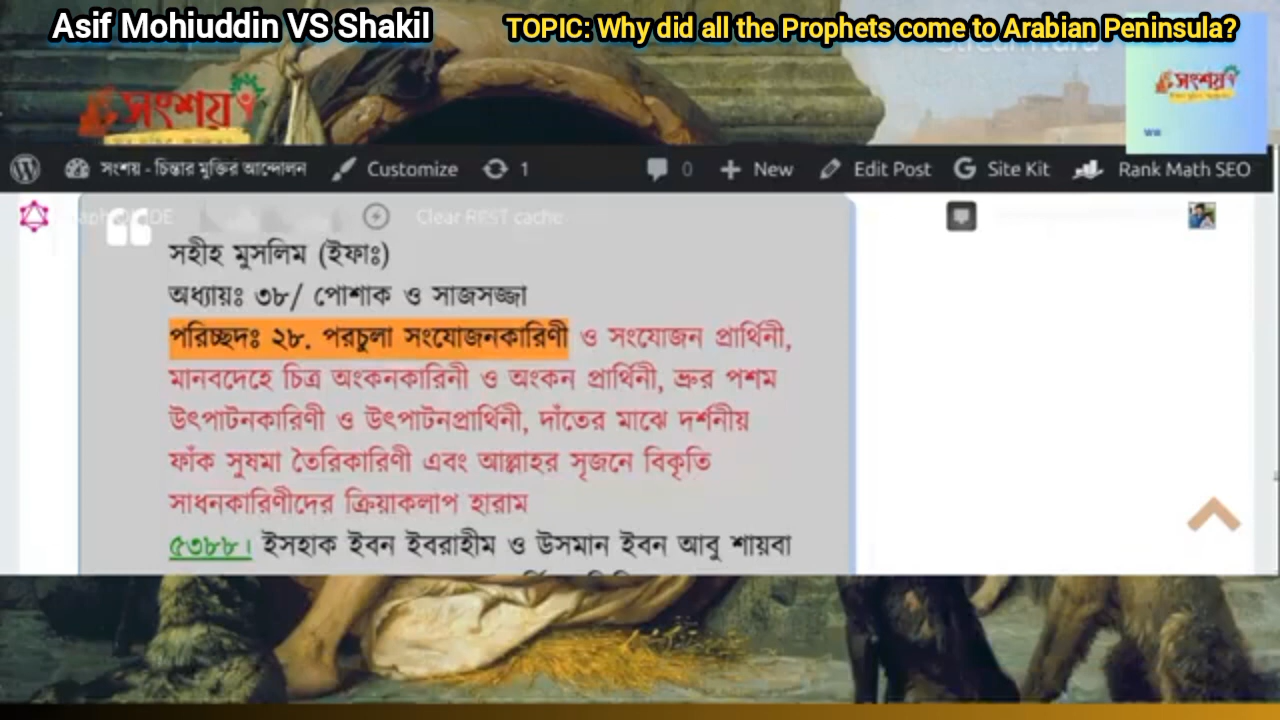 Asif Mohiuddin VS Shakil
TOPIC: Why did all the Prophets come to Arabian Peninsula?
সংশয়
সংশয়
সংশয় - চিন্তার মুক্তির আন্দোলন Customize 1 0 New Edit Post Site Kit Rank Math SEO
Clear REST cache
সহীহ মুসলিম (ইফাঃ)
অধ্যায়ঃ ৩৮/ পোশাক ও সাজসজ্জা
পরিচ্ছদঃ ২৮. পরচুলা সংযোজনকারিণী ও সংযোজন প্রার্থিনী,
মানবদেহে চিত্র অংকনকারিনী ও অংকন প্রার্থিনী, ভ্রুর পশম
উৎপাটনকারিণী ও উৎপাটনপ্রার্থিনী, দাঁতের মাঝে দর্শনীয়
ফাঁক সুষমা তৈরিকারিণী এবং আল্লাহর সৃজনে বিকৃতি
সাধনকারিণীদের ক্রিয়াকলাপ হারাম
৫৩৮৮। ইসহাক ইবন ইবরাহীম ও উসমান ইবন আবু শায়বা